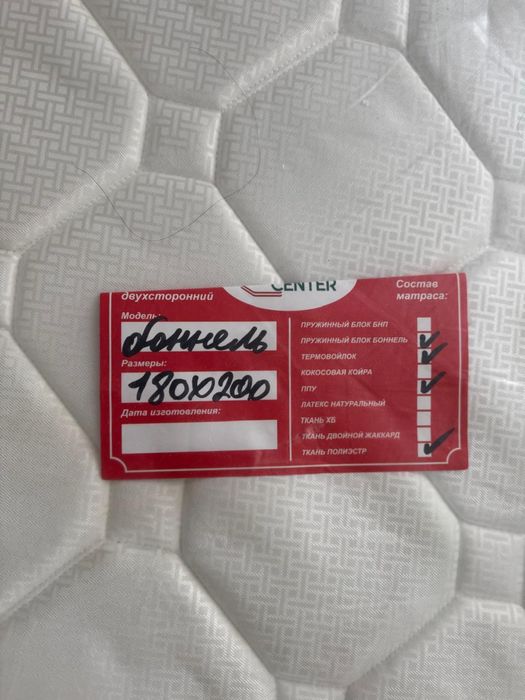 CENTER
двухсторонний
Модель:
боннель
Размеры:
180х200
Дата изготовления:
Состав
матраса:
ПРУЖИННЫЙ БЛОК БНП
ПРУЖИННЫЙ БЛОК БОННЕЛЬ
ТЕРМОВОЙЛОК
КОКОСОВАЯ КОЙРА
ППУ
ЛАТЕКС НАТУРАЛЬНЫЙ
ТКАНЬ ХБ
ТКАНЬ ДВОЙНОЙ ЖАККАРД
ТКАНЬ ПОЛИЭСТР